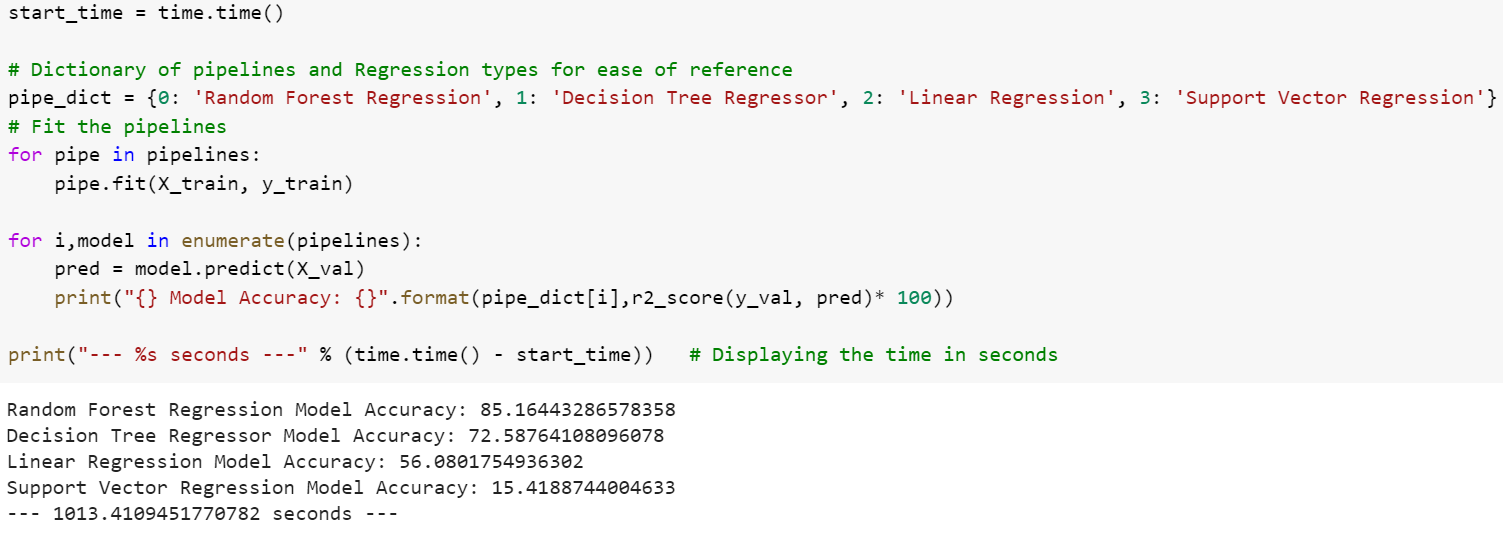 start_time = time.time()
# Dictionary of pipelines and Regression types for ease of reference
pipe_dict = {0: 'Random Forest Regression', 1: 'Decision Tree Regressor', 2: 'Linear Regression', 3: 'Support Vector Regression'}
# Fit the pipelines
for pipe in pipelines:
    pipe.fit(X_train, y_train)
for i,model in enumerate(pipelines):
    pred = model.predict(X_val)
    print("{} Model Accuracy: {}".format(pipe_dict[i],r2_score(y_val, pred)* 100))
print("--- %s seconds ---" % (time.time() - start_time))   # Displaying the time in seconds
Random Forest Regression Model Accuracy: 85.16443286578358
Decision Tree Regressor Model Accuracy: 72.58764108096078
Linear Regression Model Accuracy: 56.0801754936302
Support Vector Regression Model Accuracy: 15.4188744004633
--- 1013.4109451770782 seconds ---